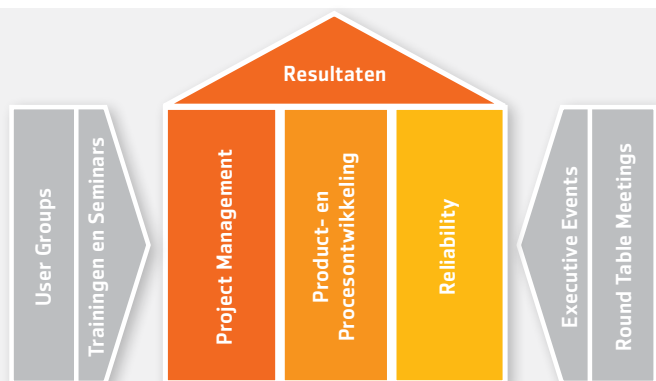 Resultaten
User Groups
Trainingen en Seminars
Project Management
Product- en
Procesontwikkeling
Reliability
Executive Events
Round Table Meetings